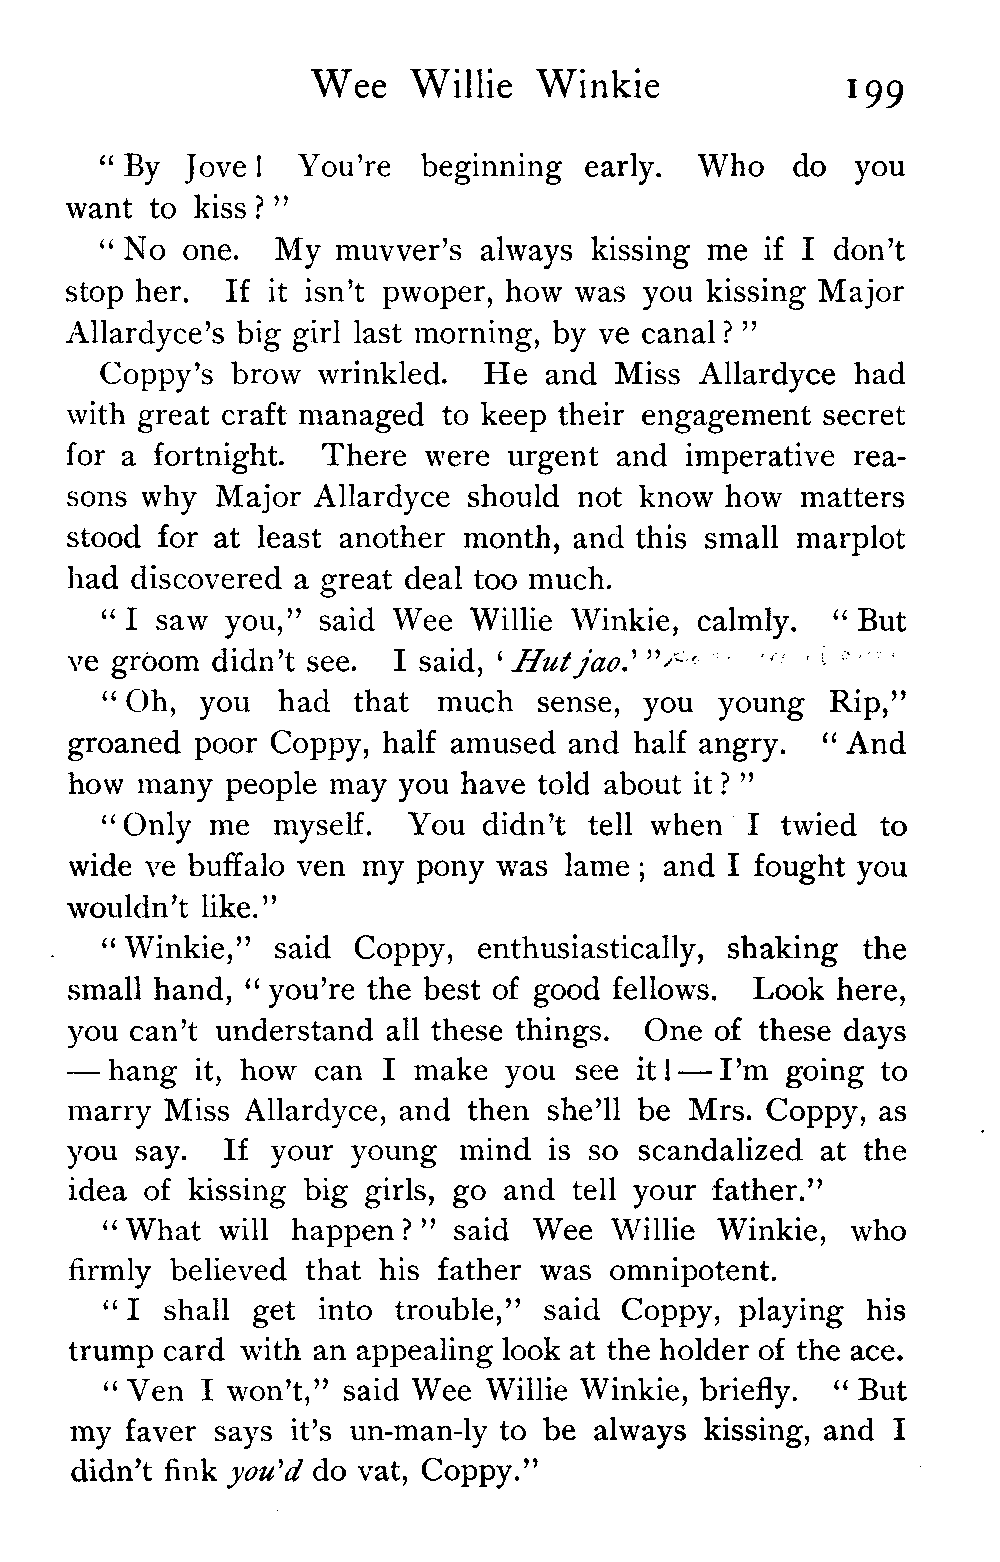 Wee Willie Winkie 199
“ By Jove! You're beginning early. Who do you
want to kiss? ”
“ No one. My muvver's always kissing me if I don't
stop her. If it isn't pwoper, how was you kissing Major
Allardyce's big girl last morning, by ve canal? ”
Coppy's brow wrinkled. He and Miss Allardyce had
with great craft managed to keep their engagement secret
for a fortnight. There were urgent and imperative rea-
sons why Major Allardyce should not know how matters
stood for at least another month, and this small marplot
had discovered a great deal too much.
“ I saw you,” said Wee Willie Winkie, calmly. “ But
ve groom didn't see. I said, ‘ Hut jao.’ ”
“ Oh, you had that much sense, you young Rip,”
groaned poor Coppy, half amused and half angry. “ And
how many people may you have told about it? ”
“ Only me myself. You didn't tell when I twied to
wide ve buffalo ven my pony was lame ; and I fought you
wouldn't like.”
“ Winkie,” said Coppy, enthusiastically, shaking the
small hand, “ you're the best of good fellows. Look here,
you can't understand all these things. One of these days
— hang it, how can I make you see it! — I'm going to
marry Miss Allardyce, and then she'll be Mrs. Coppy, as
you say. If your young mind is so scandalized at the
idea of kissing big girls, go and tell your father.”
“ What will happen? ” said Wee Willie Winkie, who
firmly believed that his father was omnipotent.
“ I shall get into trouble,” said Coppy, playing his
trump card with an appealing look at the holder of the ace.
“ Ven I won't,” said Wee Willie Winkie, briefly. “ But
my faver says it's un-man-ly to be always kissing, and I
didn't fink you'd do vat, Coppy.”